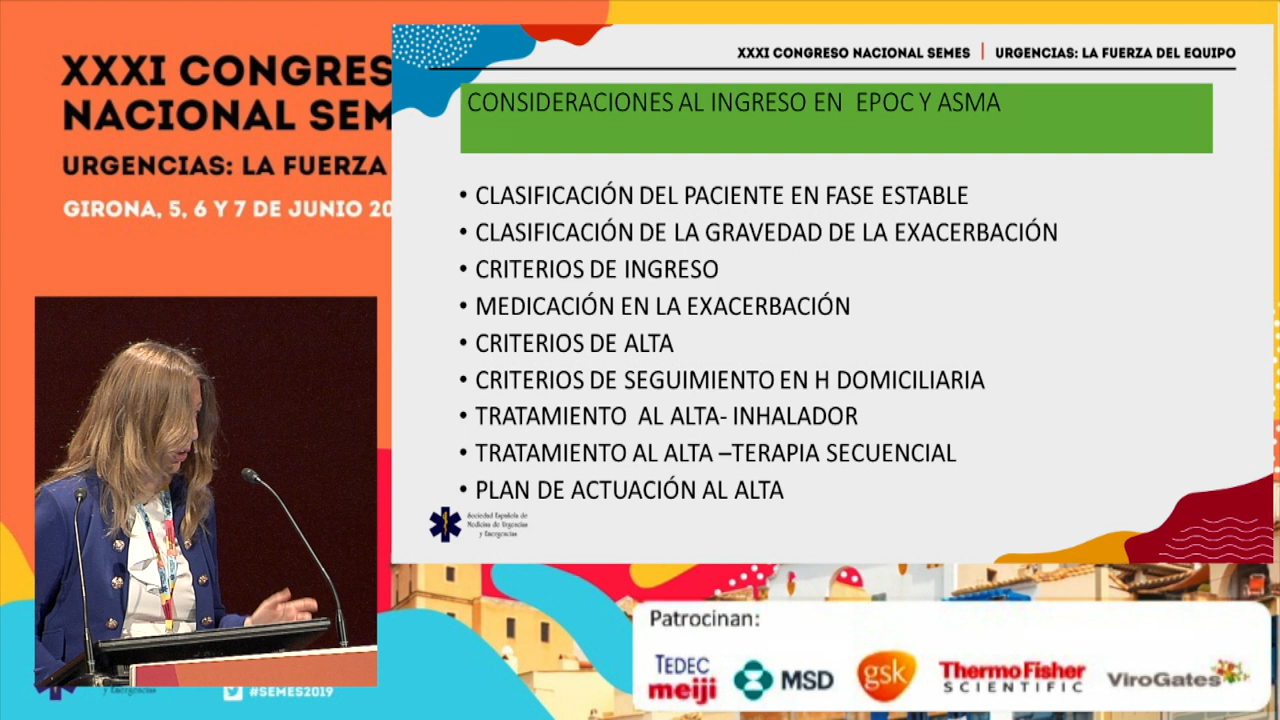 XXXI CONGRES
NACIONAL SEM
URGENCIAS: LA FUERZA
GIRONA, 5, 6 Y 7 DE JUNIO 20
XXXI CONGRESO NACIONAL SEMES | URGENCIAS: LA FUERZA DEL EQUIPO
CONSIDERACIONES AL INGRESO EN EPOC Y ASMA
• CLASIFICACIÓN DEL PACIENTE EN FASE ESTABLE
• CLASIFICACIÓN DE LA GRAVEDAD DE LA EXACERBACIÓN
• CRITERIOS DE INGRESO
• MEDICACIÓN EN LA EXACERBACIÓN
• CRITERIOS DE ALTA
• CRITERIOS DE SEGUIMIENTO EN H DOMICILIARIA
• TRATAMIENTO AL ALTA- INHALADOR
• TRATAMIENTO AL ALTA –TERAPIA SECUENCIAL
• PLAN DE ACTUACIÓN AL ALTA
Sociedad Española de
Medicina de Urgencias
y Emergencias
y Emergencias
#SEMES2019
Patrocinan:
TEDEC
meiji
MSD
gsk
ThermoFisher
SCIENTIFIC
ViroGates